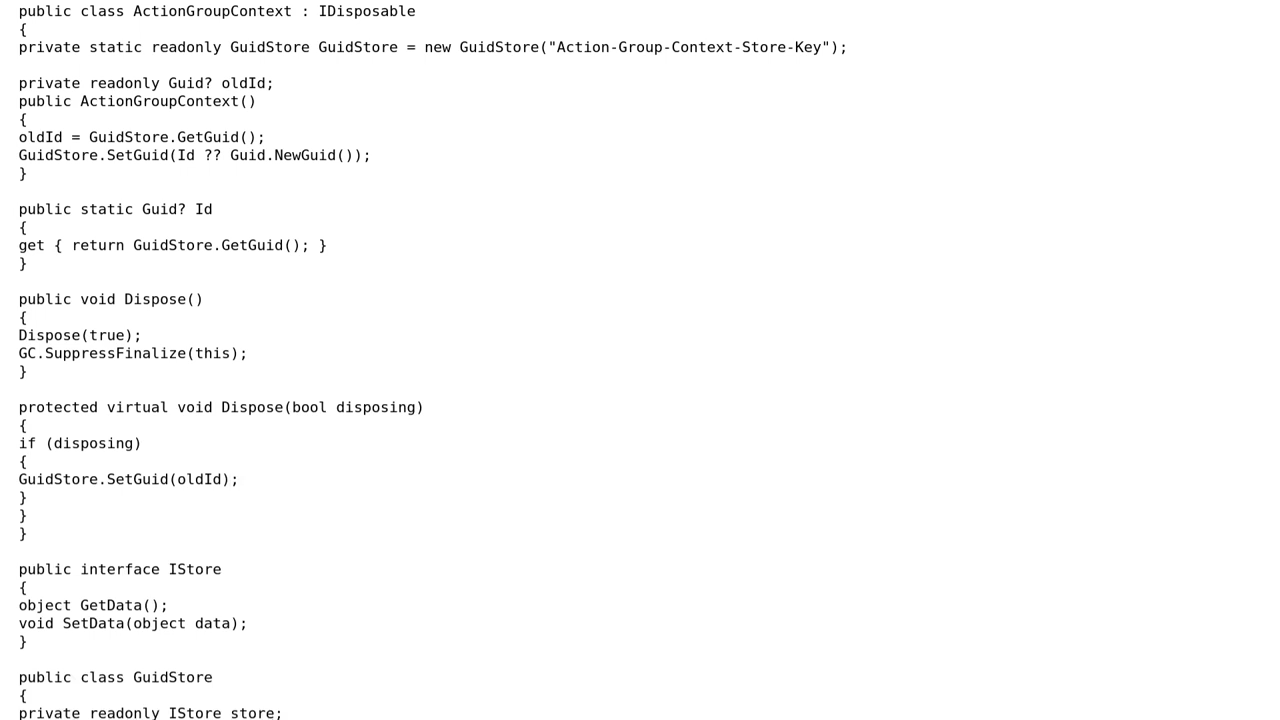 public class ActionGroupContext : IDisposable
{
private static readonly GuidStore GuidStore = new GuidStore("Action-Group-Context-Store-Key");

private readonly Guid? oldId;
public ActionGroupContext()
{
oldId = GuidStore.GetGuid();
GuidStore.SetGuid(Id ?? Guid.NewGuid());
}

public static Guid? Id
{
get { return GuidStore.GetGuid(); }
}

public void Dispose()
{
Dispose(true);
GC.SuppressFinalize(this);
}

protected virtual void Dispose(bool disposing)
{
if (disposing)
{
GuidStore.SetGuid(oldId);
}
}
}

public interface IStore
{
object GetData();
void SetData(object data);
}

public class GuidStore
{
private readonly IStore store;